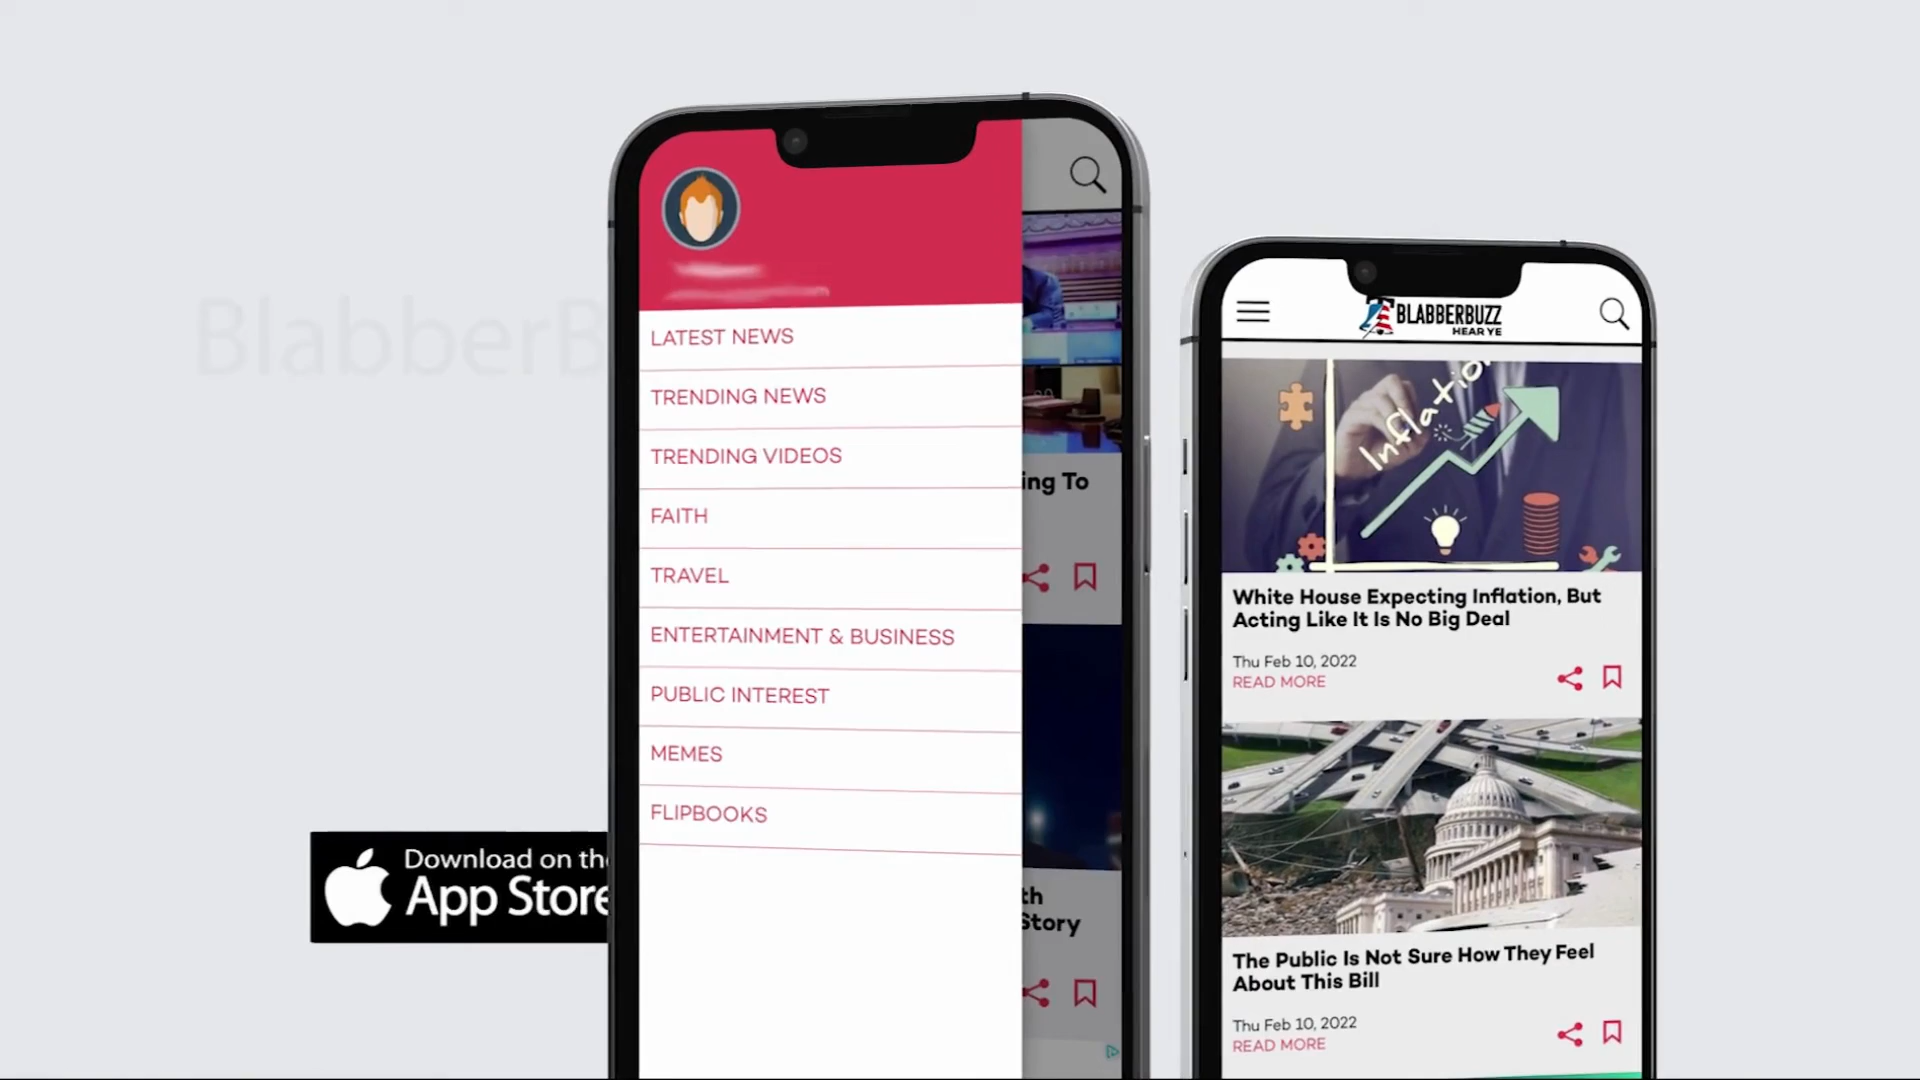 BlabberB
LATEST NEWS
TRENDING NEWS
TRENDING VIDEOS
FAITH
TRAVEL
ENTERTAINMENT & BUSINESS
PUBLIC INTEREST
MEMES
FLIPBOOKS
ing To
th
Story
Download on the
App Store
BLABBERBUZZ
HEAR YE
Inflation
White House Expecting Inflation, But
Acting Like It Is No Big Deal
Thu Feb 10, 2022
READ MORE
The Public Is Not Sure How They Feel
About This Bill
Thu Feb 10, 2022
READ MORE